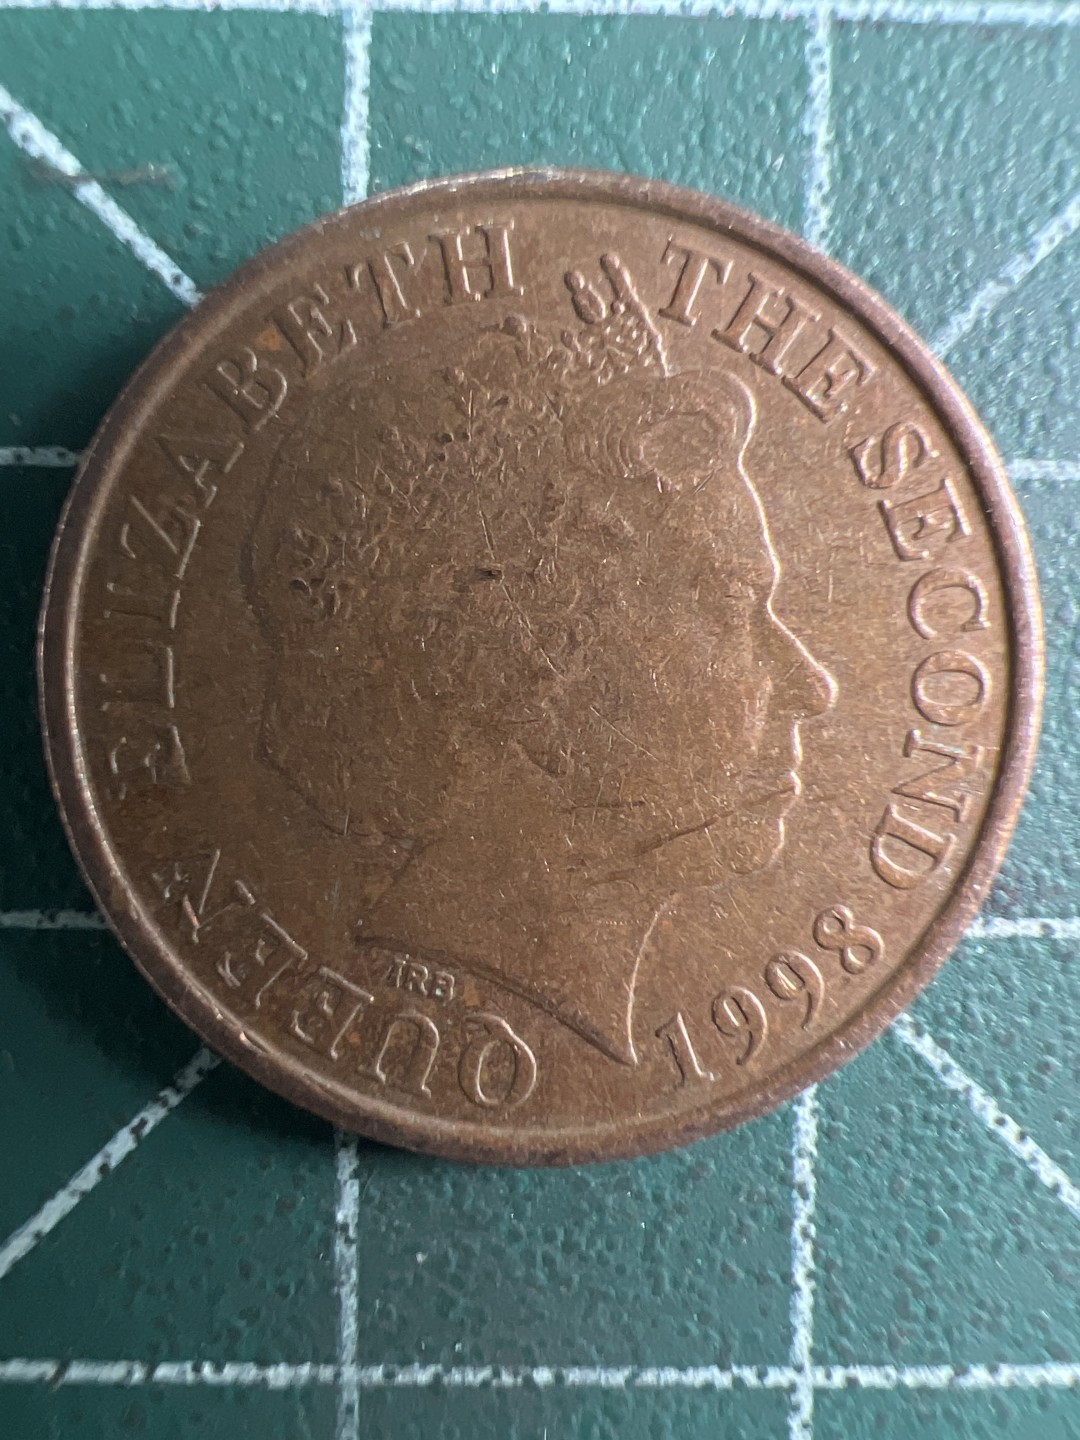 QUEEN ELIZABETH THE SECOND
1998
IRB